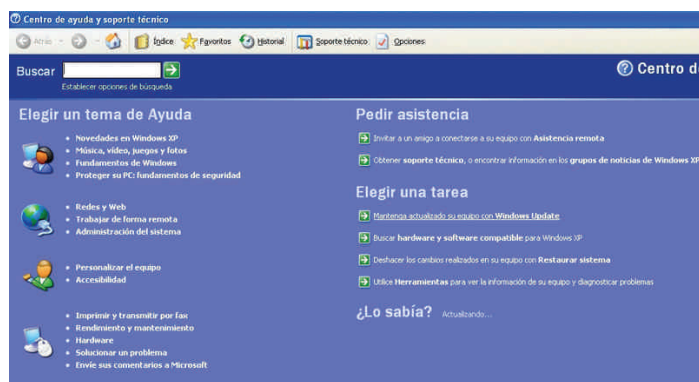 Centro de ayuda y soporte técnico
Atrás Índice Favoritos Historial Soporte técnico Opciones
Buscar
Centro d
Establecer opciones de búsqueda
Elegir un tema de Ayuda
Novedades en Windows XP
Música, vídeo, juegos y fotos
Fundamentos de Windows
Proteger su PC: fundamentos de seguridad
Redes y Web
Trabajar de forma remota
Administración del sistema
Personalizar el equipo
Accesibilidad
Imprimir y transmitir por fax
Rendimiento y mantenimiento
Hardware
Solucionar un problema
Envíe sus comentarios a Microsoft
Pedir asistencia
Invitar a un amigo a conectarse a su equipo con Asistencia remota
Obtener soporte técnico, o encontrar información en los grupos de noticias de Windows XP
Elegir una tarea
Mantenga actualizado su equipo con Windows Update
Buscar hardware y software compatible para Windows XP
Deshacer los cambios realizados en su equipo con Restaurar sistema
Utilice Herramientas para ver la información de su equipo y diagnosticar problemas
¿Lo sabía? Actualizando...